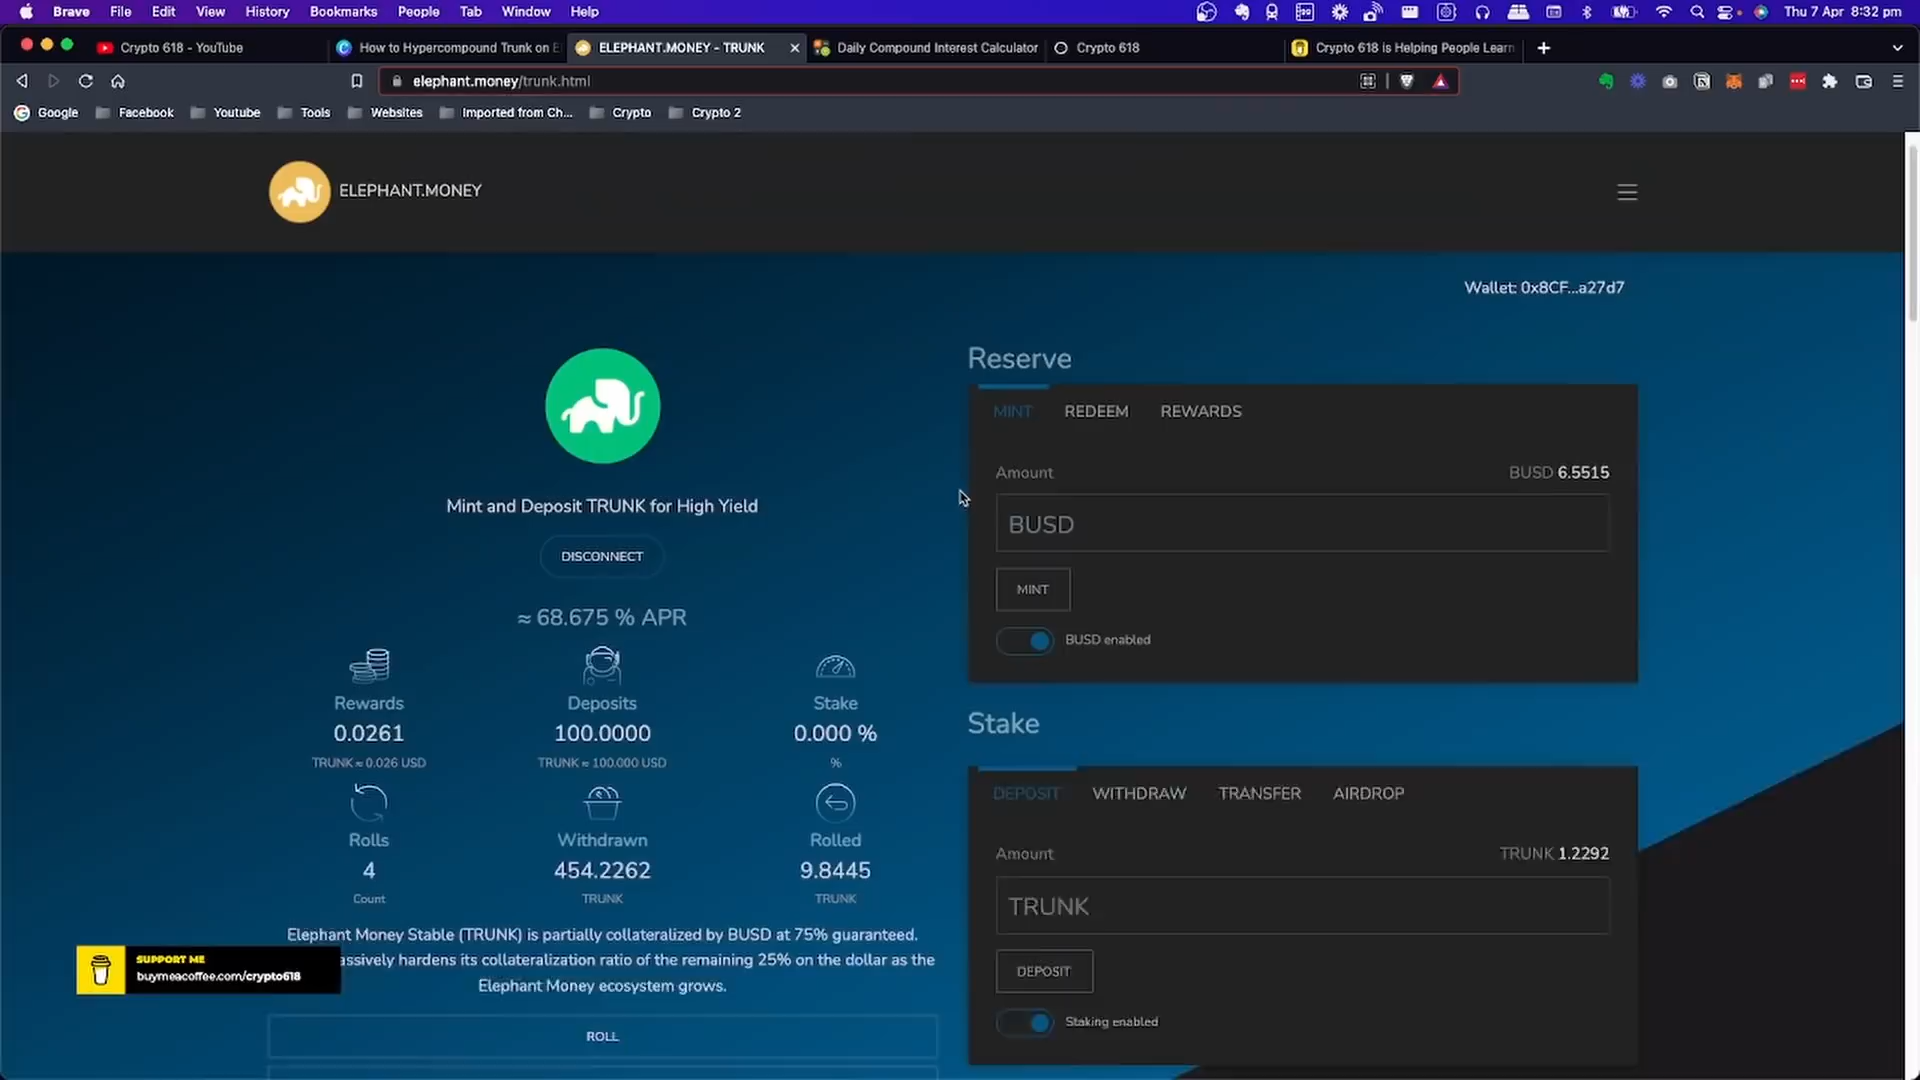 Brave File Edit View History Bookmarks People Tab Window Help Thu 7 Apr 8:32 pm
Crypto 618 - YouTube How to Hypercompound Trunk on E ELEPHANT.MONEY - TRUNK Daily Compound Interest Calculator Crypto 618 Crypto 618 is Helping People Learn
elephant.money/trunk.html
Google Facebook Youtube Tools Websites Imported from Ch... Crypto Crypto 2
ELEPHANT.MONEY
Wallet: 0x8CF...a27d7
Mint and Deposit TRUNK for High Yield
DISCONNECT
≈ 68.675 % APR
Rewards Deposits Stake
0.0261 100.0000 0.000 %
TRUNK ≈ 0.026 USD TRUNK ≈ 100.000 USD %
Rolls Withdrawn Rolled
4 454.2262 9.8445
Count TRUNK TRUNK
Elephant Money Stable (TRUNK) is partially collateralized by BUSD at 75% guaranteed.
assively hardens its collateralization ratio of the remaining 25% on the dollar as the
Elephant Money ecosystem grows.
ROLL
SUPPORT ME
buymeacoffee.com/crypto618
Reserve
MINT REDEEM REWARDS
Amount BUSD 6.5515
BUSD
MINT
BUSD enabled
Stake
DEPOSIT WITHDRAW TRANSFER AIRDROP
Amount TRUNK 1.2292
TRUNK
DEPOSIT
Staking enabled